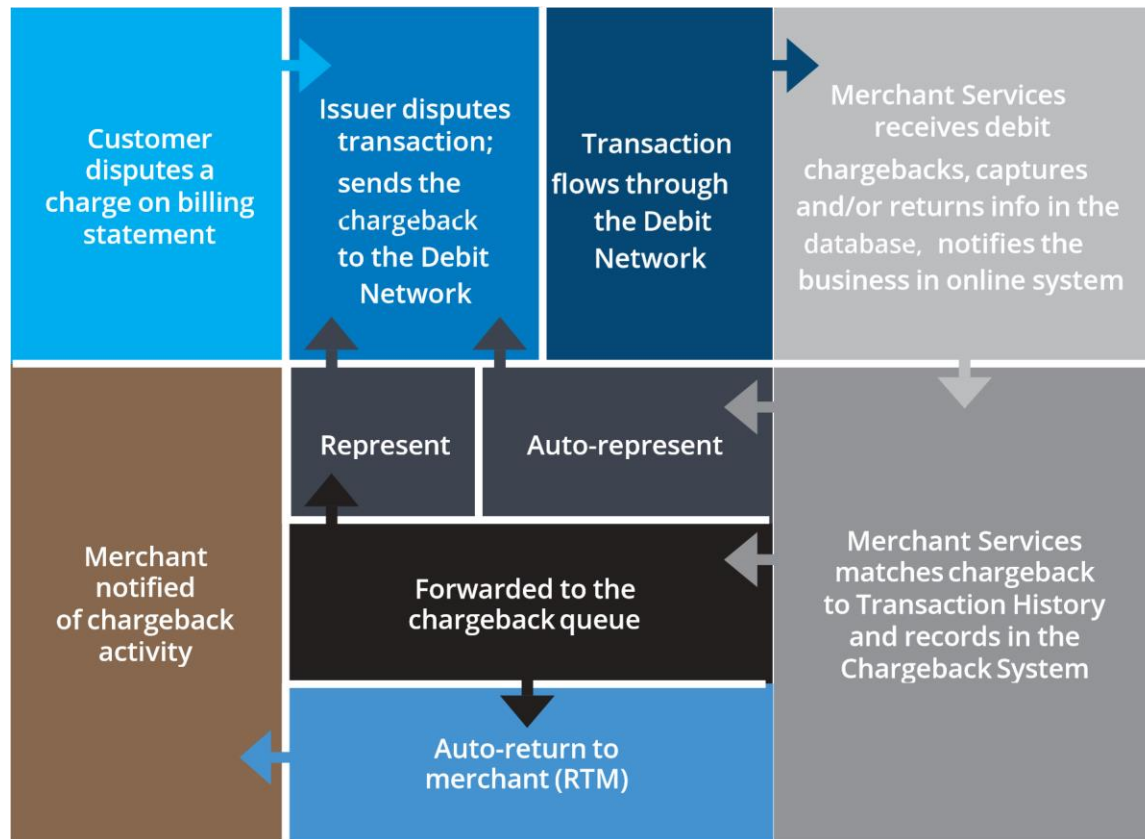 Customer
disputes a
charge on billing
statement
Issuer disputes
transaction;
sends the
chargeback
to the Debit
Network
Transaction
flows through
the Debit
Network
Merchant Services
receives debit
chargebacks, captures
and/or returns info in the
database, notifies the
business in online system
Represent
Auto-represent
Merchant
notified
of chargeback
activity
Forwarded to the
chargeback queue
Merchant Services
matches chargeback
to Transaction History
and records in the
Chargeback System
Auto-return to
merchant (RTM)